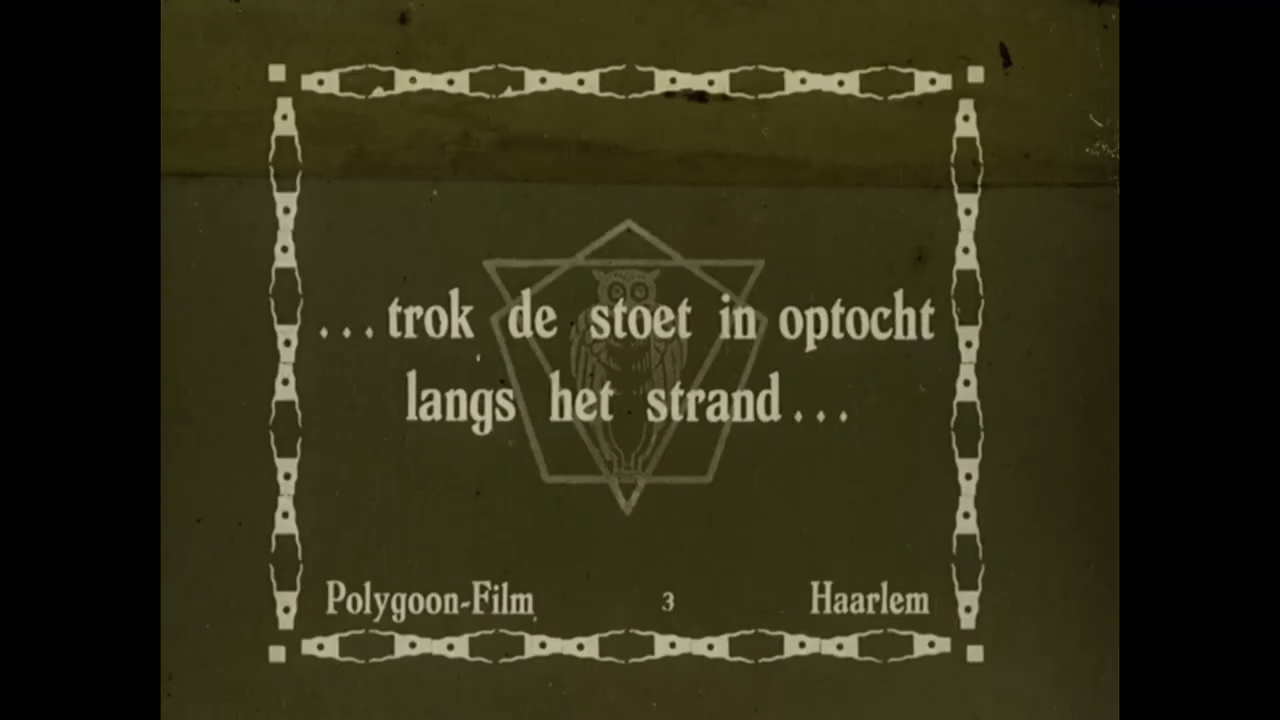 ...trok de stoet in optocht
langs het strand...
Polygoon-Film 3 Haarlem